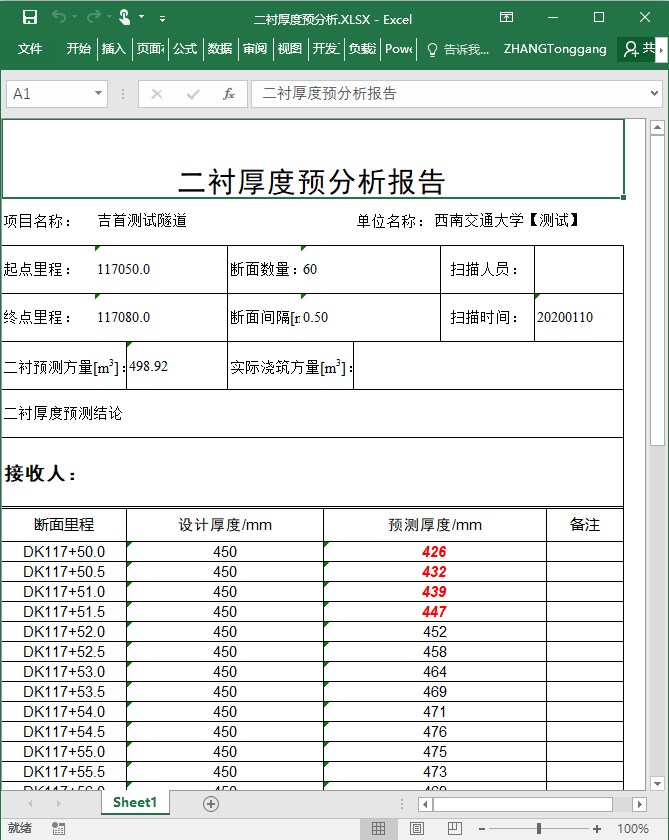 二衬厚度预分析.XLSX - Excel
文件 开始 插入 页面 公式 数据 审阅 视图 开发 负载 Powe 告诉我... ZHANGTonggang 共
A1 fx 二衬厚度预分析报告
二衬厚度预分析报告
项目名称： 吉首测试隧道 单位名称： 西南交通大学【测试】
起点里程： 117050.0 断面数量： 60 扫描人员：
终点里程： 117080.0 断面间隔[r 0.50 扫描时间： 20200110
二衬预测方量[m³]： 498.92 实际浇筑方量[m³]：
二衬厚度预测结论
接收人：
断面里程 设计厚度/mm 预测厚度/mm 备注
DK117+50.0 450 426
DK117+50.5 450 432
DK117+51.0 450 439
DK117+51.5 450 447
DK117+52.0 450 452
DK117+52.5 450 458
DK117+53.0 450 464
DK117+53.5 450 469
DK117+54.0 450 471
DK117+54.5 450 476
DK117+55.0 450 475
DK117+55.5 450 473
Sheet1
就绪 100%